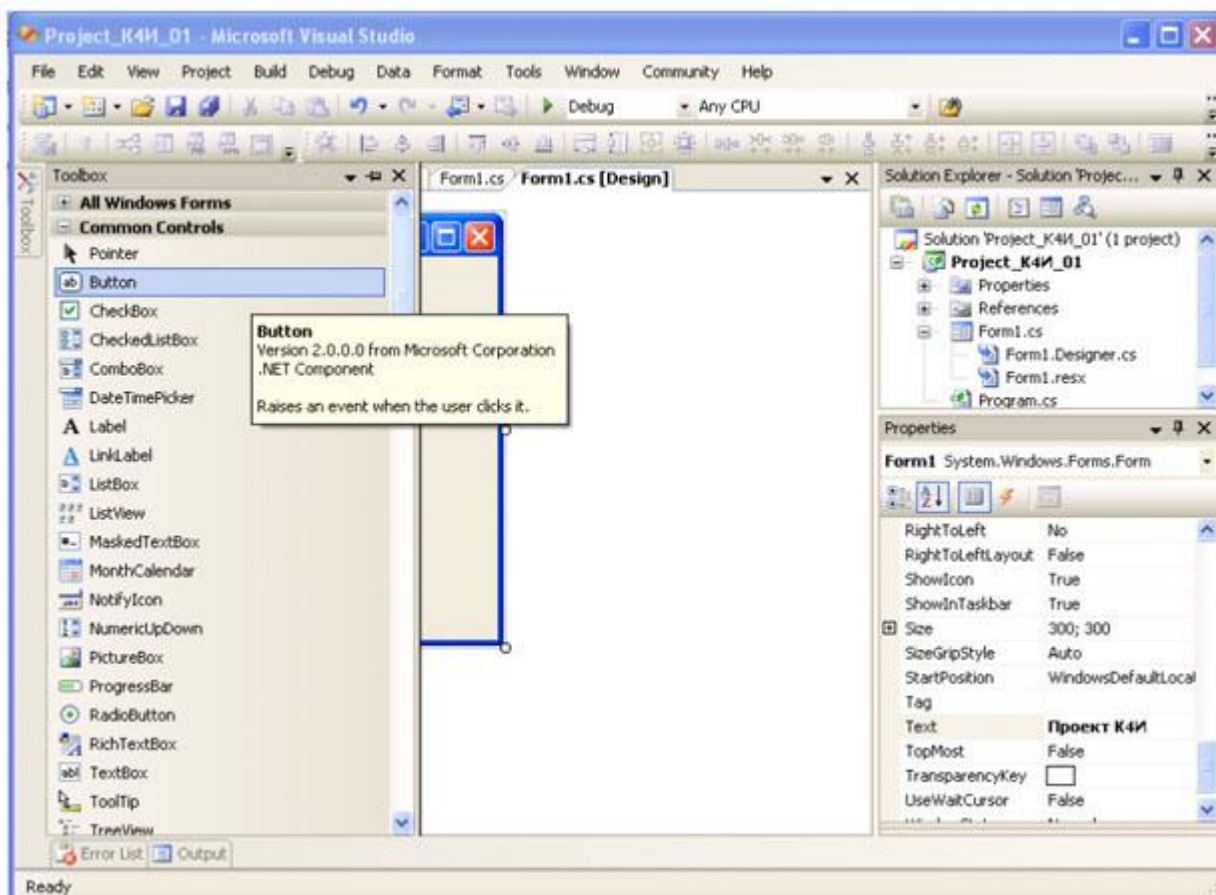 Project_К4И_01 - Microsoft Visual Studio
File Edit View Project Build Debug Data Format Tools Window Community Help
Debug Any CPU
Toolbox
Toolbox
All Windows Forms
Common Controls
Pointer
Button
CheckBox
CheckedListBox
ComboBox
DateTimePicker
Label
LinkLabel
ListBox
ListView
MaskedTextBox
MonthCalendar
NotifyIcon
NumericUpDown
PictureBox
ProgressBar
RadioButton
RichTextBox
TextBox
ToolTip
TreeView
Button
Version 2.0.0.0 from Microsoft Corporation
.NET Component
Raises an event when the user clicks it.
Form1.cs Form1.cs [Design]
Solution Explorer - Solution 'Projec...
Solution 'Project_К4И_01' (1 project)
Project_К4И_01
Properties
References
Form1.cs
Form1.Designer.cs
Form1.resx
Program.cs
Properties
Form1 System.Windows.Forms.Form
RightToLeft No
RightToLeftLayout False
ShowIcon True
ShowInTaskbar True
Size 300; 300
SizeGripStyle Auto
StartPosition WindowsDefaultLocat
Tag
Text Проект К4И
TopMost False
TransparencyKey
UseWaitCursor False
Error List Output
Ready